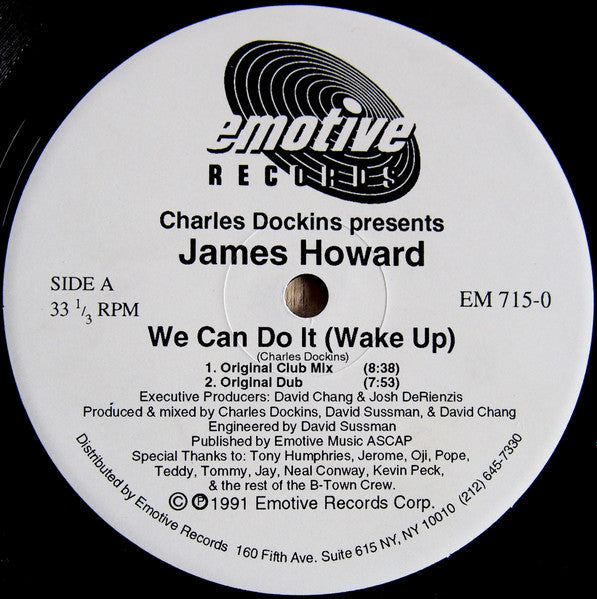 emotive
RECORDS
Charles Dockins presents
James Howard
SIDE A
33 1/3 RPM
EM 715-0
We Can Do It (Wake Up)
(Charles Dockins)
1. Original Club Mix (8:38)
2. Original Dub (7:53)
Executive Producers: David Chang & Josh DeRienzis
Produced & mixed by Charles Dockins, David Sussman, & David Chang
Engineered by David Sussman
Published by Emotive Music ASCAP
Special Thanks to: Tony Humphries, Jerome, Oji, Pope,
Teddy, Tommy, Jay, Neal Conway, Kevin Peck,
& the rest of the B-Town Crew.
© ℗ 1991 Emotive Records Corp.
Distributed by Emotive Records 160 Fifth Ave. Suite 615 NY, NY 10010 (212) 645-7330